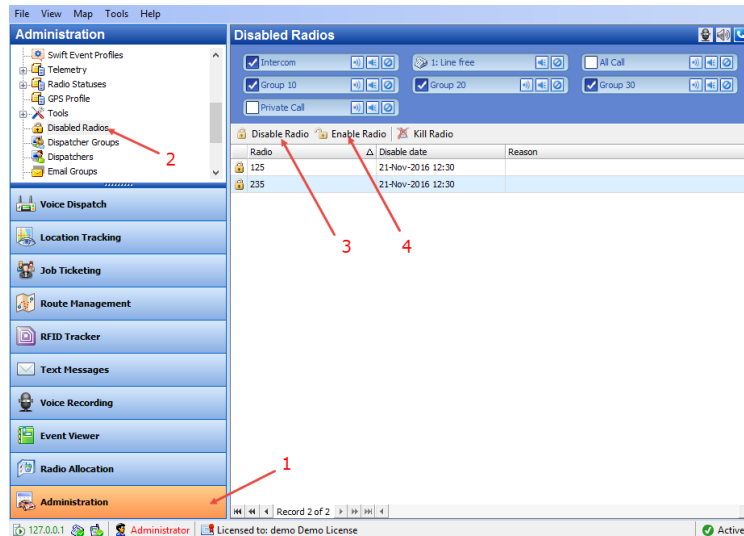 File View Map Tools Help
Administration
Swift Event Profiles
Telemetry
Radio Statuses
GPS Profile
Tools
Disabled Radios
Dispatcher Groups
Dispatchers
Email Groups
2
Voice Dispatch
Location Tracking
Job Ticketing
Route Management
RFID Tracker
Text Messages
Voice Recording
Event Viewer
Radio Allocation
Administration
1
Disabled Radios
Intercom 1: Line free All Call
Group 10 Group 20 Group 30
Private Call
Disable Radio Enable Radio Kill Radio
Radio Disable date Reason
125 21-Nov-2016 12:30
235 21-Nov-2016 12:30
3 4
Record 2 of 2
127.0.0.1 Administrator Licensed to: demo Demo License Active